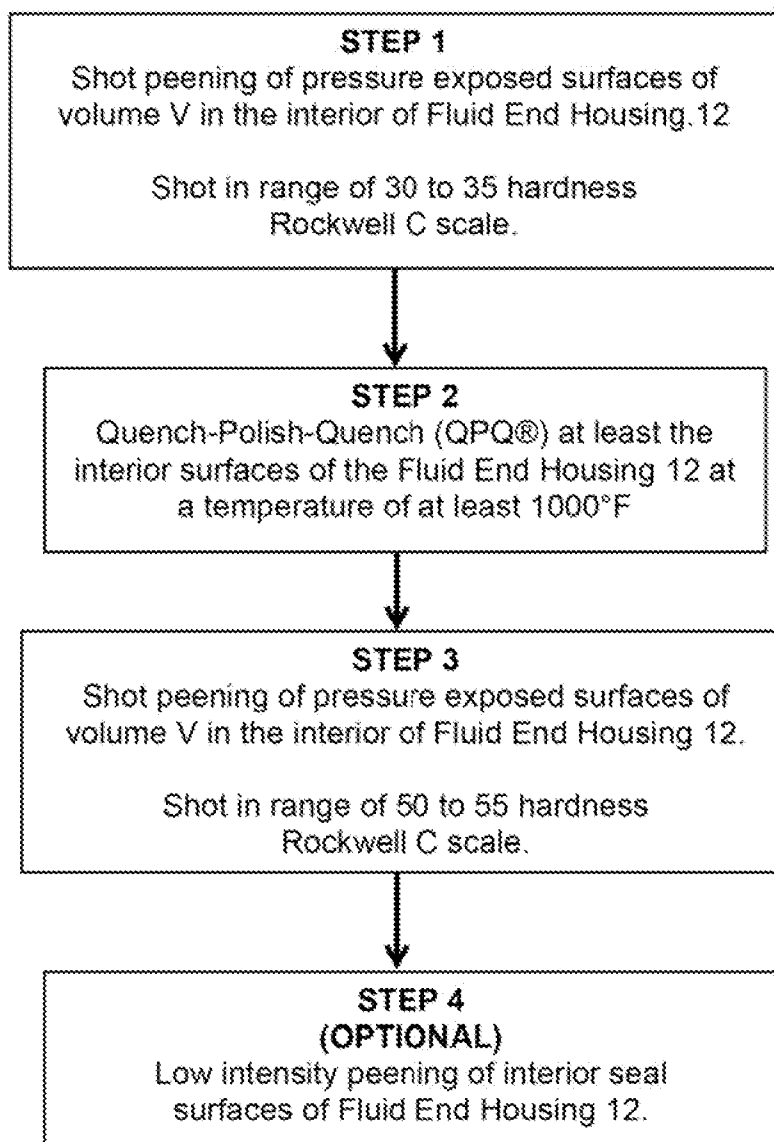 STEP 1
Shot peening of pressure exposed surfaces of
volume V in the interior of Fluid End Housing.12
Shot in range of 30 to 35 hardness
Rockwell C scale.
STEP 2
Quench-Polish-Quench (QPQ®) at least the
interior surfaces of the Fluid End Housing 12 at
a temperature of at least 1000°F
STEP 3
Shot peening of pressure exposed surfaces of
volume V in the interior of Fluid End Housing 12.
Shot in range of 50 to 55 hardness
Rockwell C scale.
STEP 4
(OPTIONAL)
Low intensity peening of interior seal
surfaces of Fluid End Housing 12.